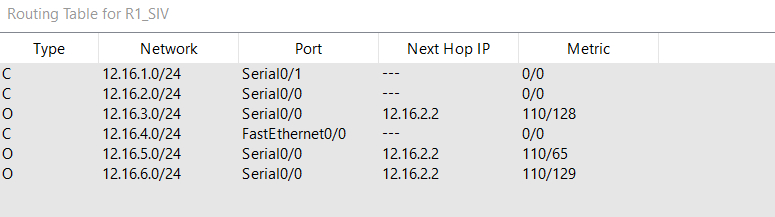 Routing Table for R1_SIV
Type Network Port Next Hop IP Metric
C 12.16.1.0/24 Serial0/1 --- 0/0
C 12.16.2.0/24 Serial0/0 --- 0/0
O 12.16.3.0/24 Serial0/0 12.16.2.2 110/128
C 12.16.4.0/24 FastEthernet0/0 --- 0/0
O 12.16.5.0/24 Serial0/0 12.16.2.2 110/65
O 12.16.6.0/24 Serial0/0 12.16.2.2 110/129